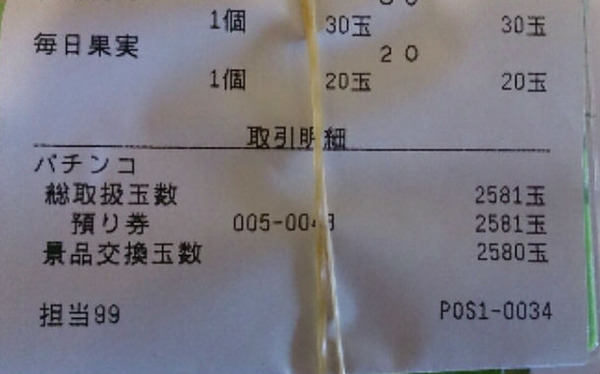 1個 30玉 30玉
毎日果実 20
1個 20玉 20玉
取引明細
パチンコ
総取扱玉数 2581玉
預り券 005-004 2581玉
景品交換玉数 2580玉
担当99 POS1-0034